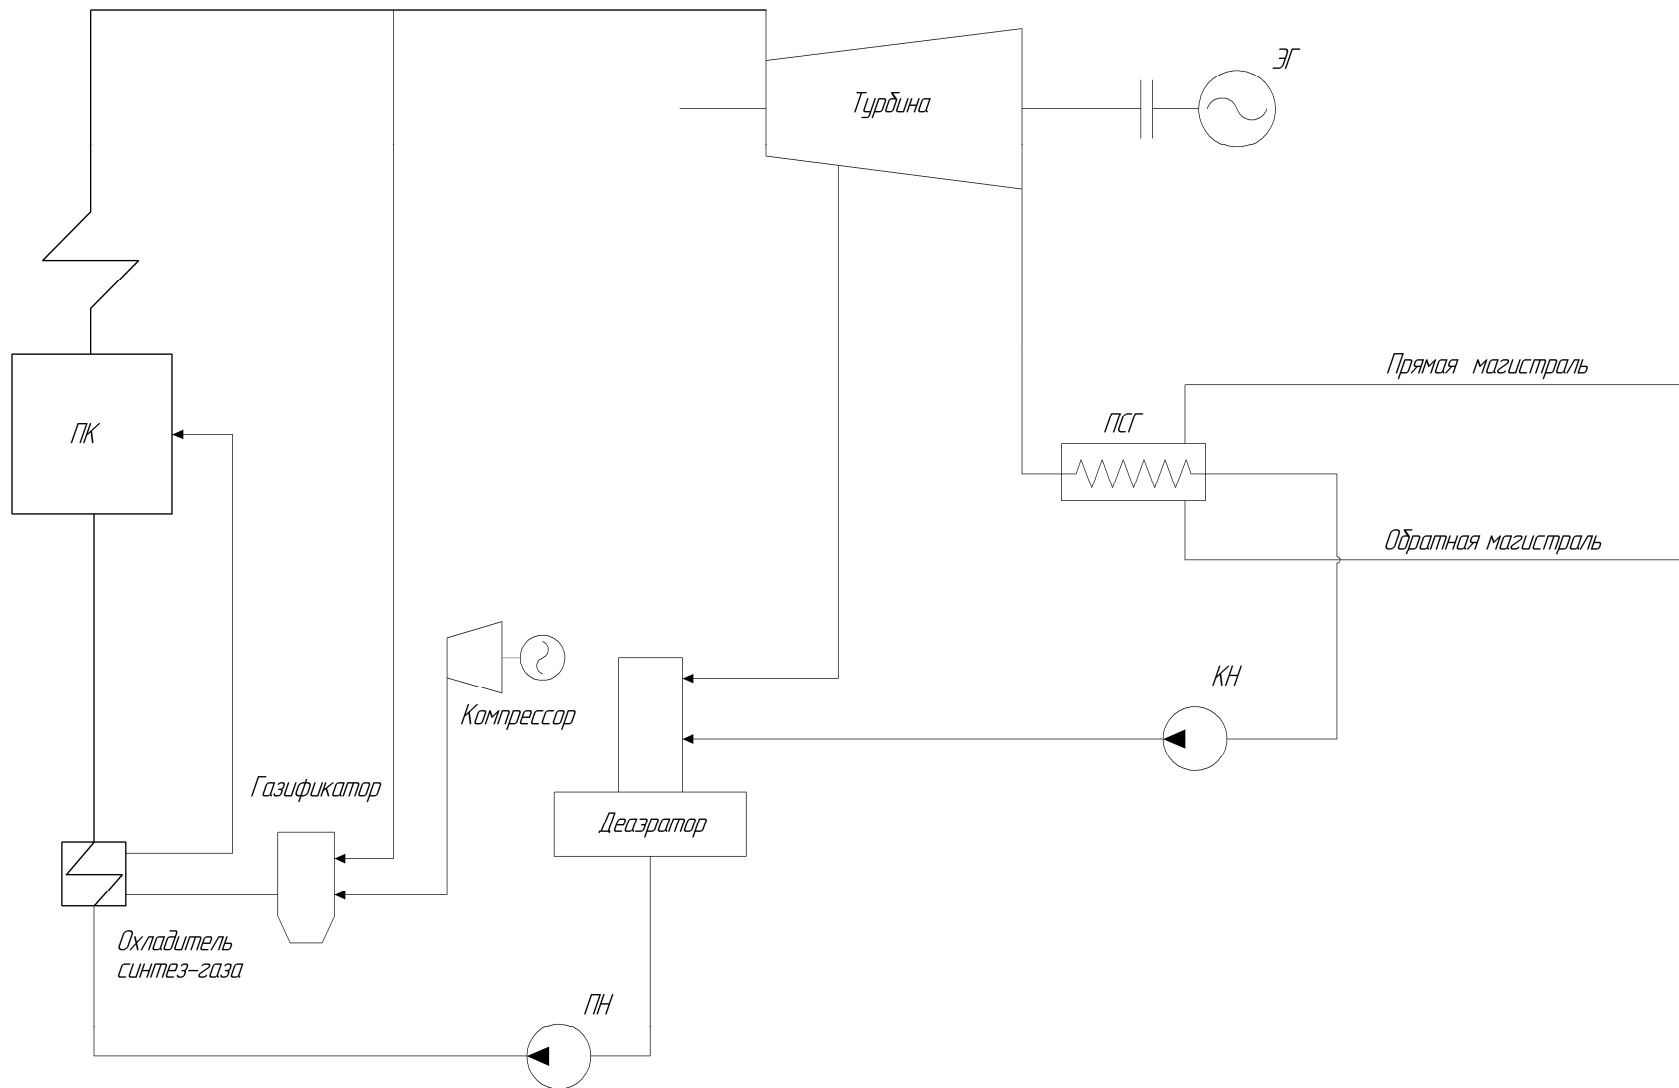 ЭГ
Турбина
Прямая магистраль
ПСГ
ПК
Обратная магистраль
КН
Компрессор
Газификатор
Деаэратор
Охладитель
синтез-газа
ПН